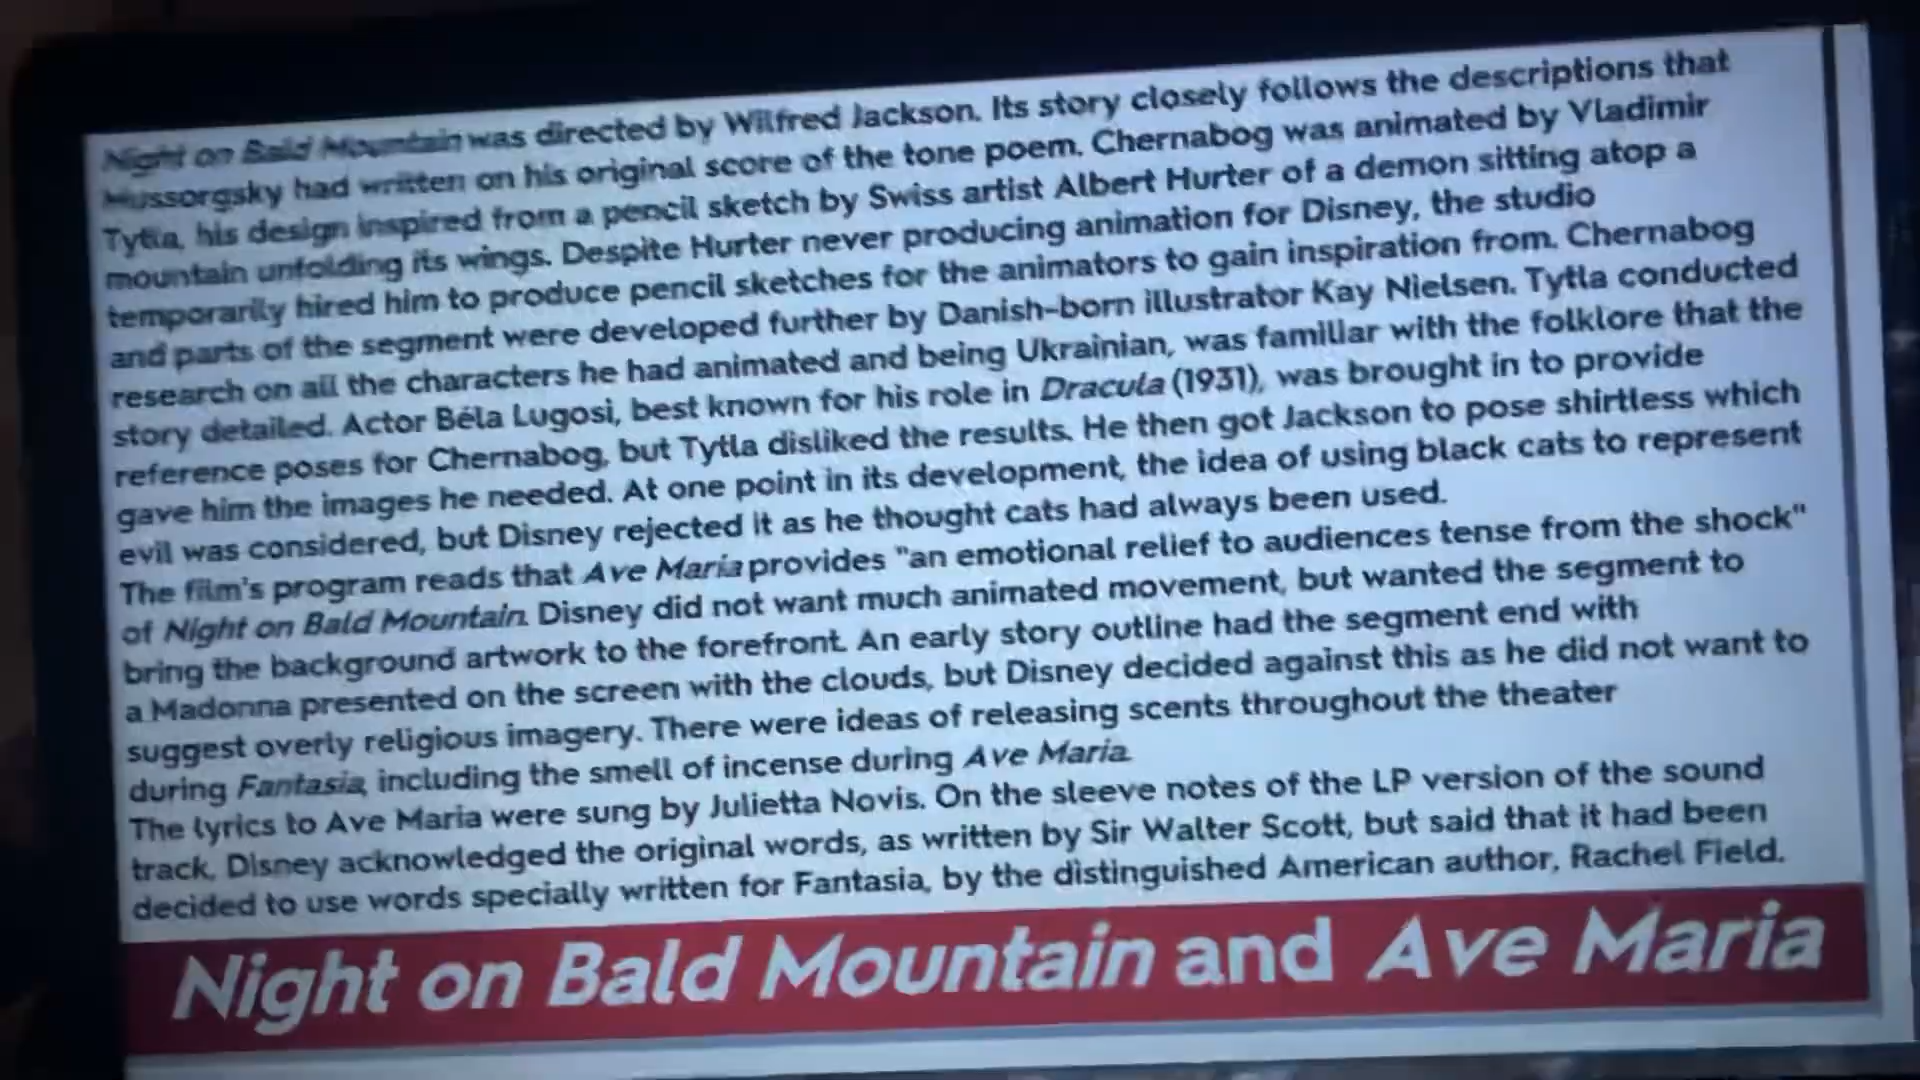 Night on Bald Mountain was directed by Wilfred Jackson. Its story closely follows the descriptions that
Mussorgsky had written on his original score of the tone poem. Chernabog was animated by Vladimir
Tytla, his design inspired from a pencil sketch by Swiss artist Albert Hurter of a demon sitting atop a
mountain unfolding its wings. Despite Hurter never producing animation for Disney, the studio
temporarily hired him to produce pencil sketches for the animators to gain inspiration from. Chernabog
and parts of the segment were developed further by Danish-born illustrator Kay Nielsen. Tytla conducted
research on all the characters he had animated and being Ukrainian, was familiar with the folklore that the
story detailed. Actor Béla Lugosi, best known for his role in Dracula (1931), was brought in to provide
reference poses for Chernabog, but Tytla disliked the results. He then got Jackson to pose shirtless which
gave him the images he needed. At one point in its development, the idea of using black cats to represent
evil was considered, but Disney rejected it as he thought cats had always been used.
The film's program reads that Ave Maria provides "an emotional relief to audiences tense from the shock"
of Night on Bald Mountain. Disney did not want much animated movement, but wanted the segment to
bring the background artwork to the forefront. An early story outline had the segment end with
a Madonna presented on the screen with the clouds, but Disney decided against this as he did not want to
suggest overly religious imagery. There were ideas of releasing scents throughout the theater
during Fantasia, including the smell of incense during Ave Maria.
The lyrics to Ave Maria were sung by Julietta Novis. On the sleeve notes of the LP version of the sound
track, Disney acknowledged the original words, as written by Sir Walter Scott, but said that it had been
decided to use words specially written for Fantasia, by the distinguished American author, Rachel Field.
Night on Bald Mountain and Ave Maria